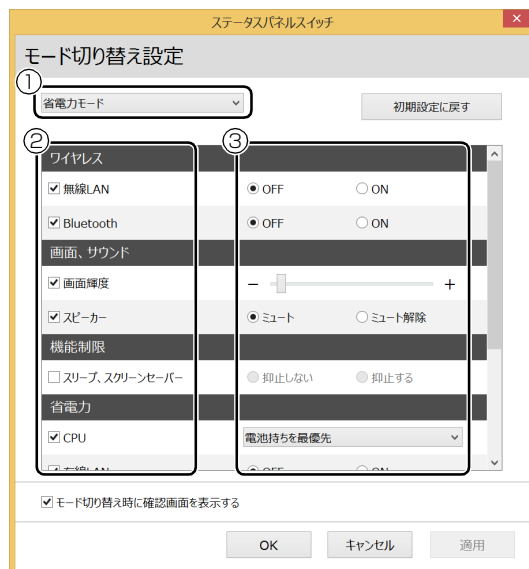 ステータスパネルスイッチ
モード切り替え設定
①
省電力モード
初期設定に戻す
② ③
ワイヤレス
無線LAN OFF ON
Bluetooth OFF ON
画面、サウンド
画面輝度 − +
スピーカー ミュート ミュート解除
機能制限
スリープ、スクリーンセーバー 抑止しない 抑止する
省電力
CPU 電池持ちを最優先
有線LAN OFF ON
モード切り替え時に確認画面を表示する
OK キャンセル 適用